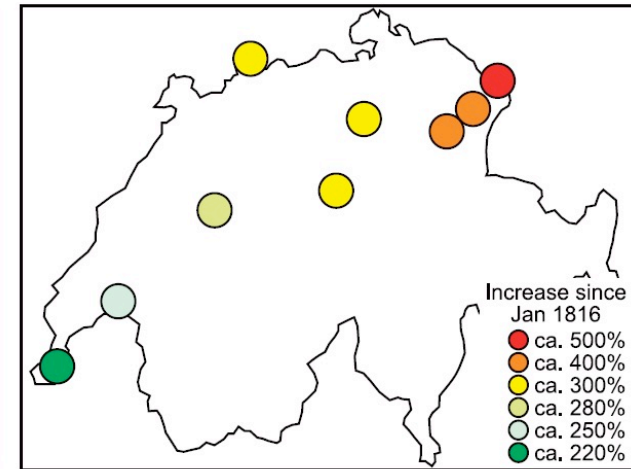 Increase since
Jan 1816
ca. 500%
ca. 400%
ca. 300%
ca. 280%
ca. 250%
ca. 220%